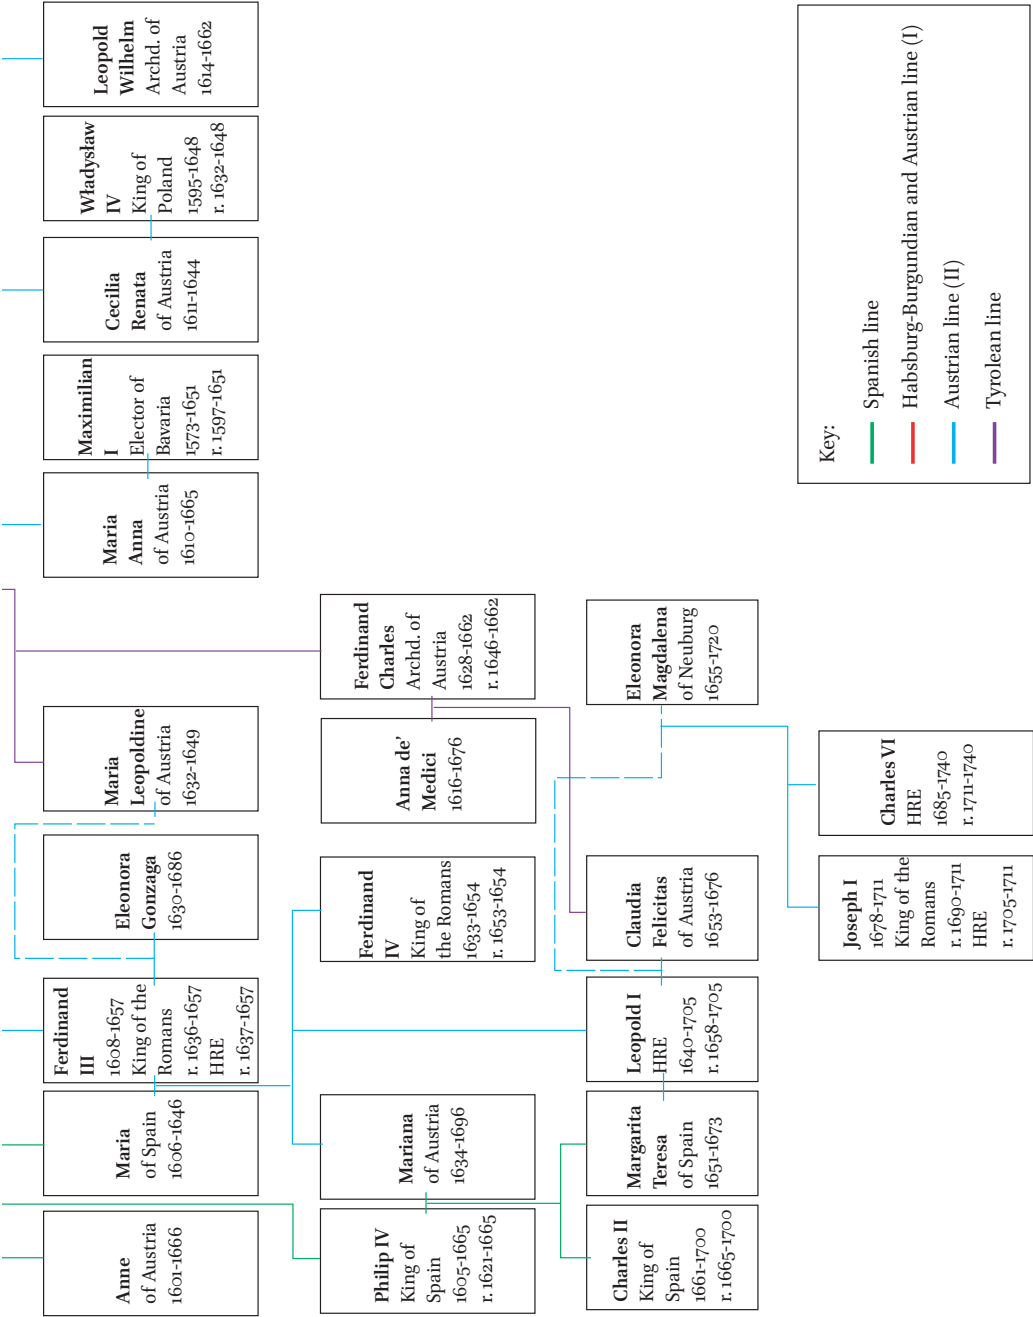 Anne
of Austria
1601-1666
Maria
of Spain
1606-1646
Ferdinand
III
1608-1657
King of the
Romans
r. 1636-1657
HRE
r. 1637-1657
Eleonora
Gonzaga
1630-1686
Maria
Leopoldine
of Austria
1632-1649
Maria
Anna
of Austria
1610-1665
Maximilian
I
Elector of
Bavaria
1573-1651
r. 1597-1651
Cecilia
Renata
of Austria
1611-1644
Władysław
IV
King of
Poland
1595-1648
r. 1632-1648
Leopold
Wilhelm
Archd. of
Austria
1614-1662
Philip IV
King of
Spain
1605-1665
r. 1621-1665
Mariana
of Austria
1634-1696
Ferdinand
IV
King of
the Romans
1633-1654
r. 1653-1654
Anna de’
Medici
1616-1676
Ferdinand
Charles
Archd. of
Austria
1628-1662
r. 1646-1662
Charles II
King of
Spain
1661-1700
r. 1665-1700
Margarita
Teresa
of Spain
1651-1673
Leopold I
HRE
1640-1705
r. 1658-1705
Claudia
Felicitas
of Austria
1653-1676
Eleonora
Magdalena
of Neuburg
1655-1720
Joseph I
1678-1711
King of the
Romans
r. 1690-1711
HRE
r. 1705-1711
Charles VI
HRE
1685-1740
r. 1711-1740
Key:
Spanish line
Habsburg-Burgundian and Austrian line (I)
Austrian line (II)
Tyrolean line